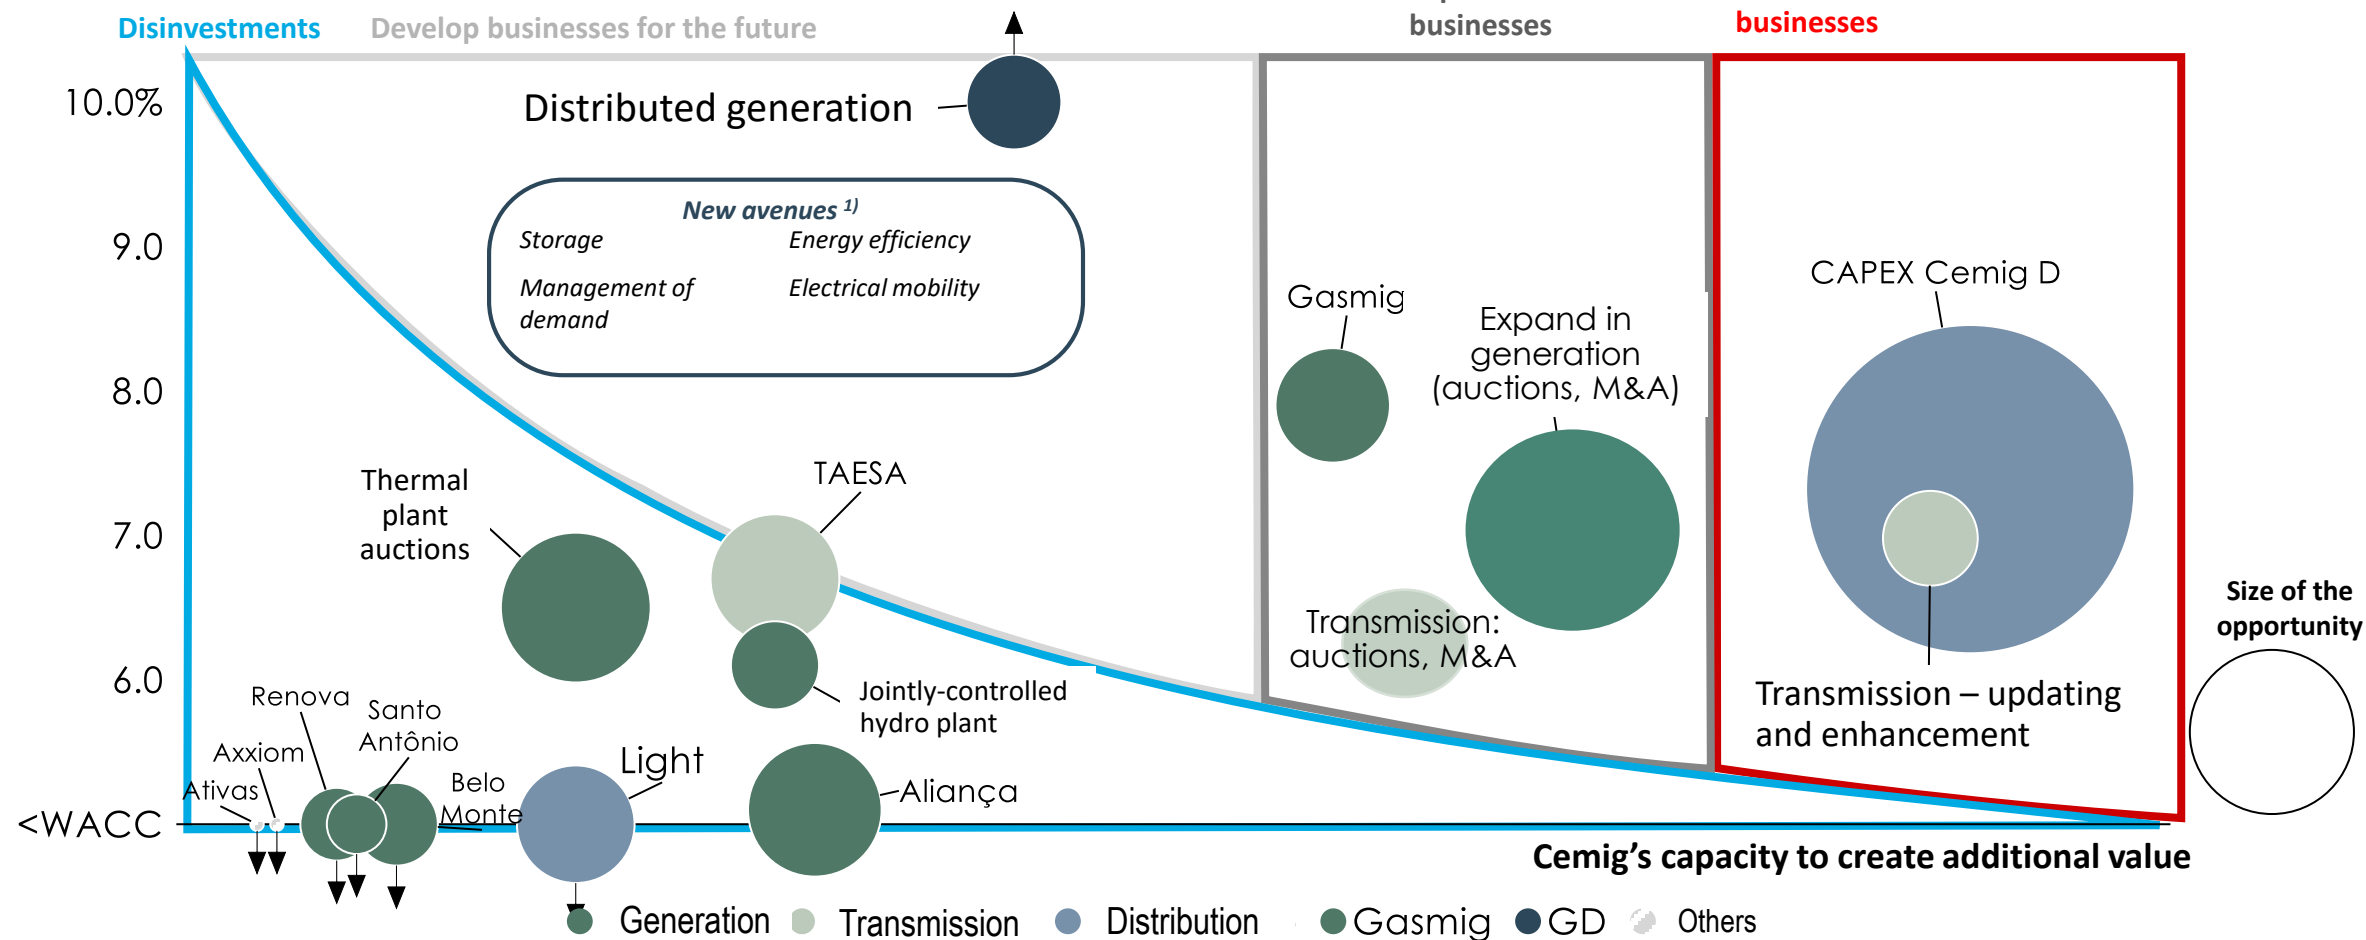 businesses
businesses
Disinvestments
Develop businesses for the future
10.0%
9.0
8.0
7.0
6.0
<WACC
Distributed generation
New avenues 1)
Storage
Energy efficiency
Management of
demand
Electrical mobility
Gasmig
Expand in
generation
(auctions, M&A)
CAPEX Cemig D
Thermal
plant
auctions
TAESA
Transmission:
auctions, M&A
Jointly-controlled
hydro plant
Transmission – updating
and enhancement
Size of the
opportunity
Renova
Santo
Antônio
Axxiom
Ativas
Belo
Monte
Light
Aliança
Cemig’s capacity to create additional value
Generation
Transmission
Distribution
Gasmig
GD
Others